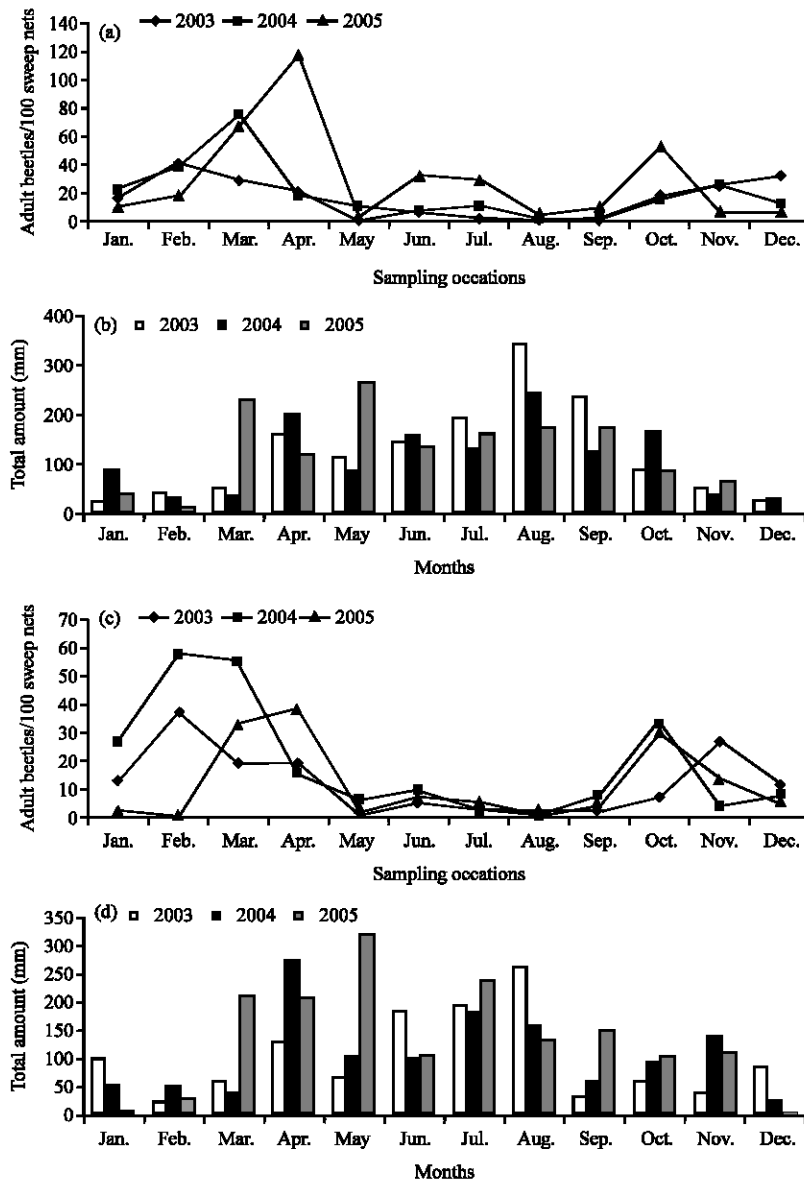 (a) 2003 2004 2005
Adult beetles/100 sweep nets
140
120
100
80
60
40
20
0
Jan. Feb. Mar. Apr. May Jun. Jul. Aug. Sep. Oct. Nov. Dec.
Sampling occations
(b) 2003 2004 2005
Total amount (mm)
400
300
200
100
0
Jan. Feb. Mar. Apr. May Jun. Jul. Aug. Sep. Oct. Nov. Dec.
Months
(c) 2003 2004 2005
Adult beetles/100 sweep nets
70
60
50
40
30
20
10
0
Jan. Feb. Mar. Apr. May Jun. Jul. Aug. Sep. Oct. Nov. Dec.
Sampling occations
(d) 2003 2004 2005
Total amount (mm)
350
300
250
200
150
100
50
0
Jan. Feb. Mar. Apr. May Jun. Jul. Aug. Sep. Oct. Nov. Dec.
Months